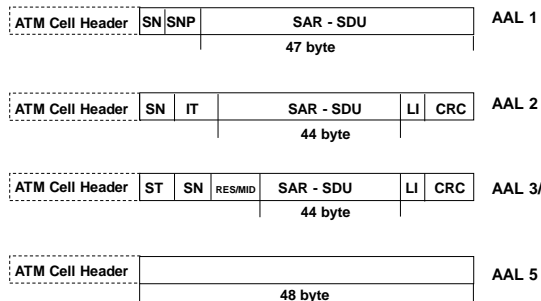 ATM Cell Header SN SNP SAR - SDU AAL 1
47 byte
ATM Cell Header SN IT SAR - SDU LI CRC AAL 2
44 byte
ATM Cell Header ST SN RES/MID SAR - SDU LI CRC AAL 3/
44 byte
ATM Cell Header AAL 5
48 byte